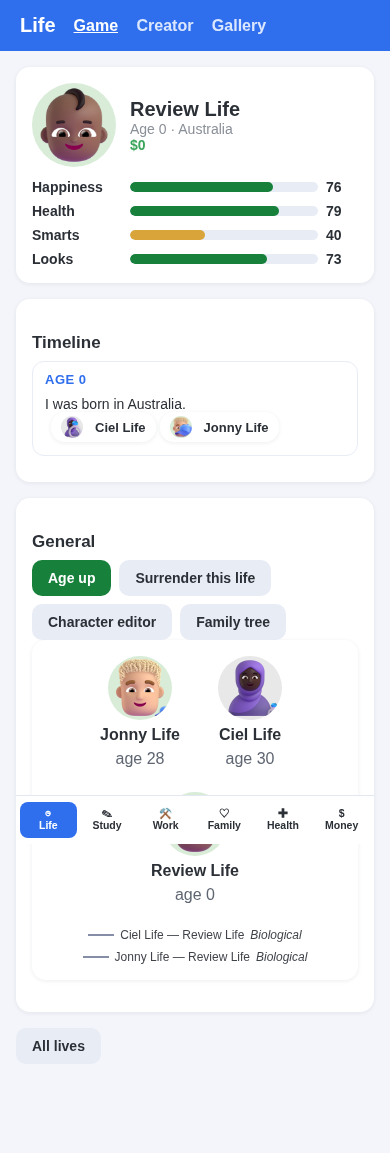 Life Game Creator Gallery
Review Life
Age 0 · Australia
$0
Happiness 76
Health 79
Smarts 40
Looks 73
Timeline
AGE 0
I was born in Australia.
Ciel Life Jonny Life
General
Age up Surrender this life
Character editor Family tree
Jonny Life Ciel Life
age 28 age 30
Life Study Work Family Health Money
Review Life
age 0
Ciel Life — Review Life Biological
Jonny Life — Review Life Biological
All lives